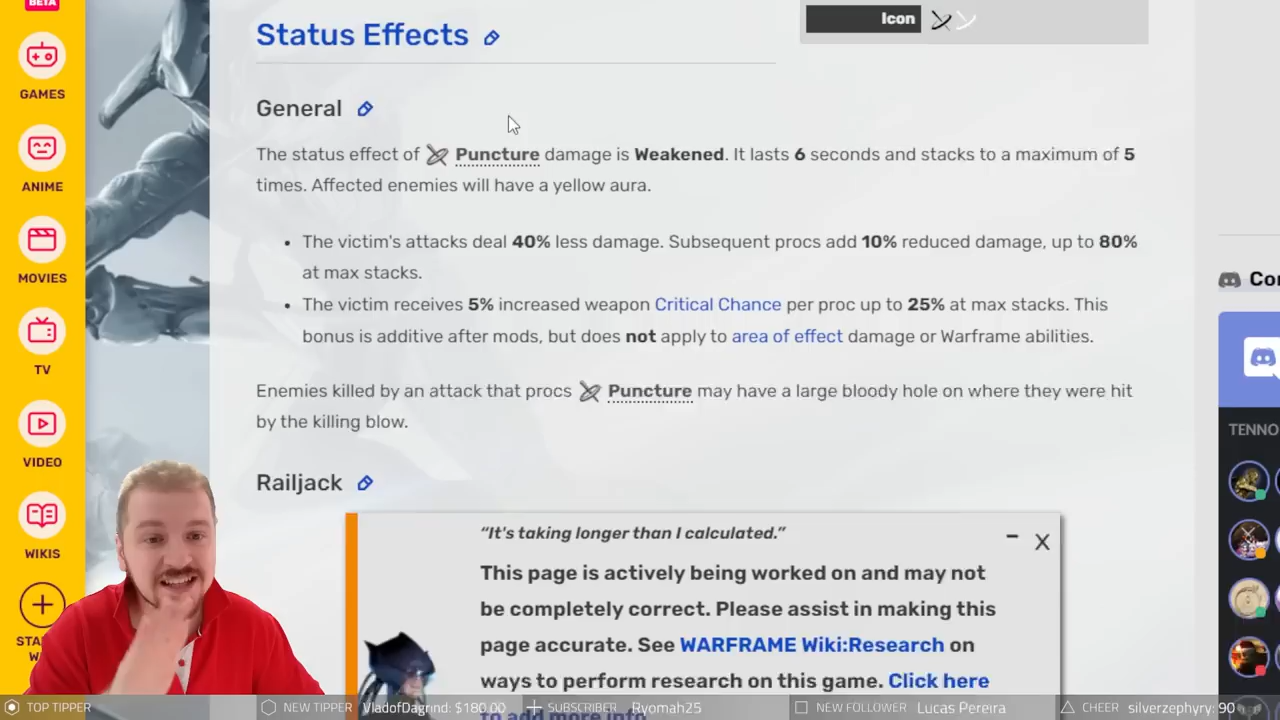 BETA
GAMES
ANIME
MOVIES
TV
VIDEO
WIKIS
Icon
Status Effects
General
The status effect of Puncture damage is Weakened. It lasts 6 seconds and stacks to a maximum of 5
times. Affected enemies will have a yellow aura.
• The victim's attacks deal 40% less damage. Subsequent procs add 10% reduced damage, up to 80%
at max stacks.
• The victim receives 5% increased weapon Critical Chance per proc up to 25% at max stacks. This
bonus is additive after mods, but does not apply to area of effect damage or Warframe abilities.
Enemies killed by an attack that procs Puncture may have a large bloody hole on where they were hit
by the killing blow.
Railjack
“It's taking longer than I calculated.”
– X
This page is actively being worked on and may not
be completely correct. Please assist in making this
page accurate. See WARFRAME Wiki:Research on
ways to perform research on this game. Click here
to add more info
TENNO
TOP TIPPER
NEW TIPPER VladofDagrind: $180.00
SUBSCRIBER Ryomah25
NEW FOLLOWER Lucas Pereira
CHEER silverzephyry: 90